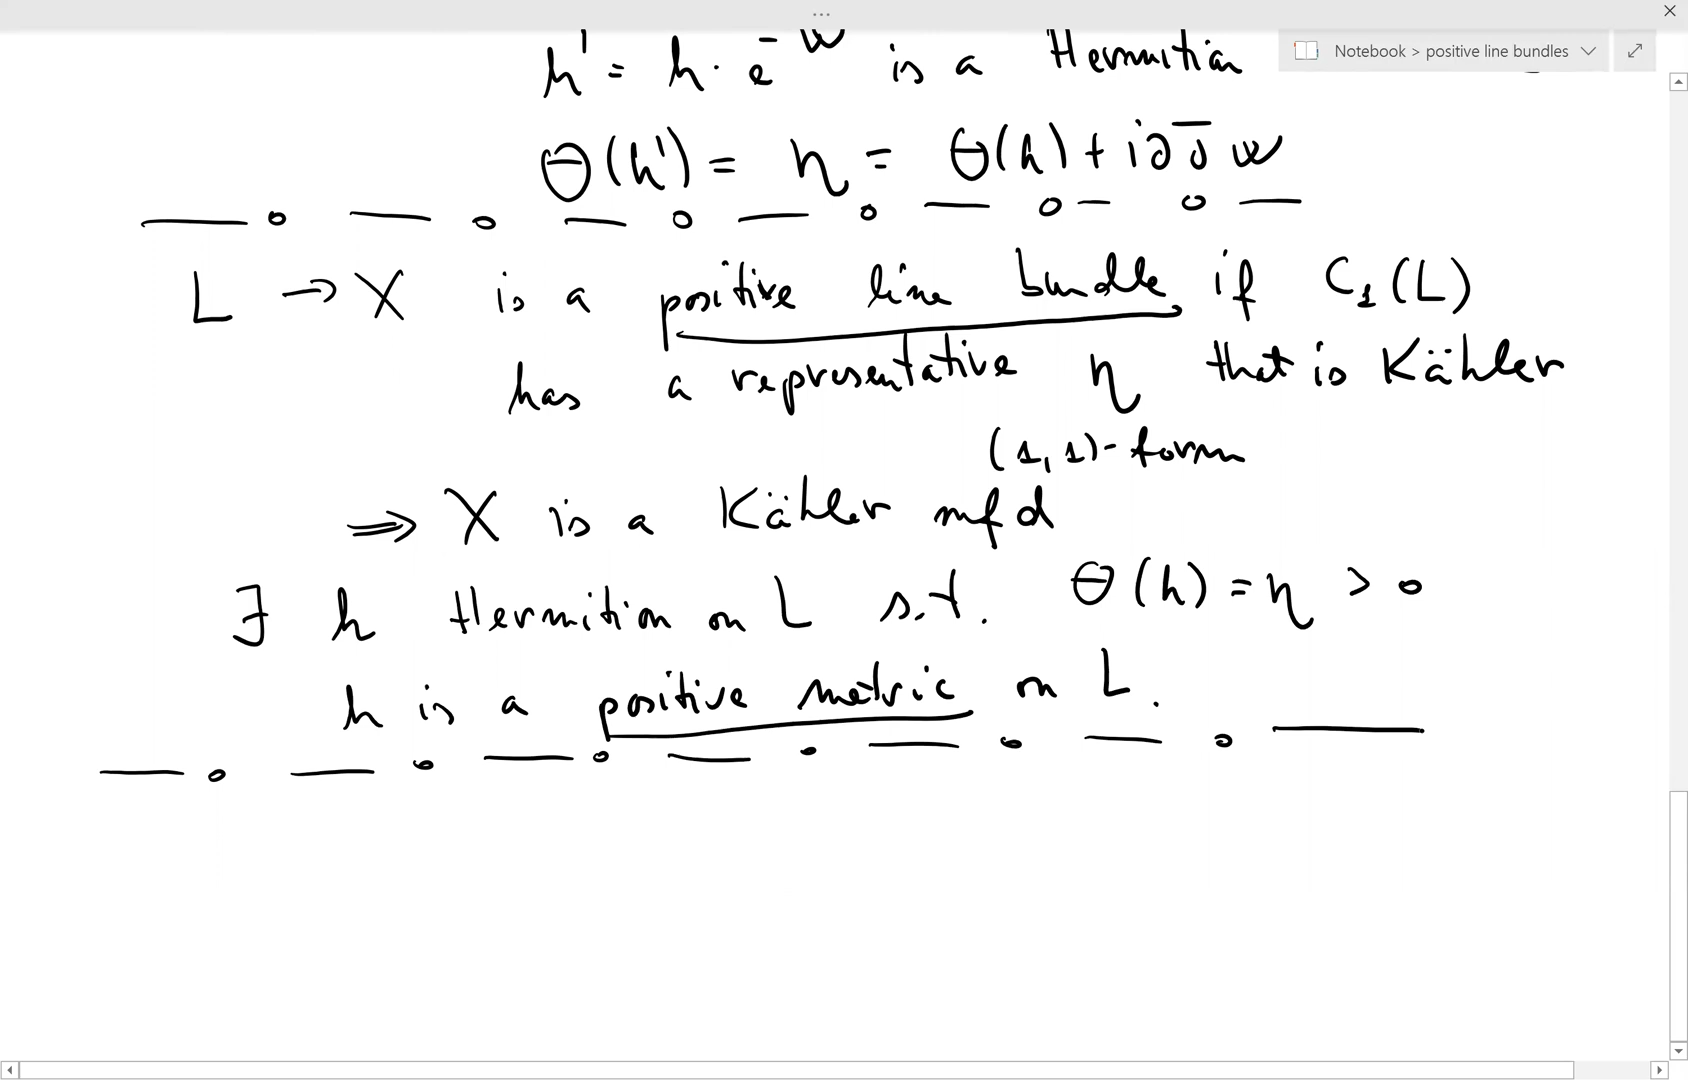 ...
Notebook > positive line bundles
h' = h · e^{-w} is a Hermitian
Θ(h') = η = Θ(h) + i∂∂̄w
L → X is a positive line bundle if C₁(L)
has a representative η that is Kähler
(1,1)-form
⟹ X is a Kähler mfd
∃ h Hermition on L s.t. Θ(h) = η > 0
h is a positive metric on L.